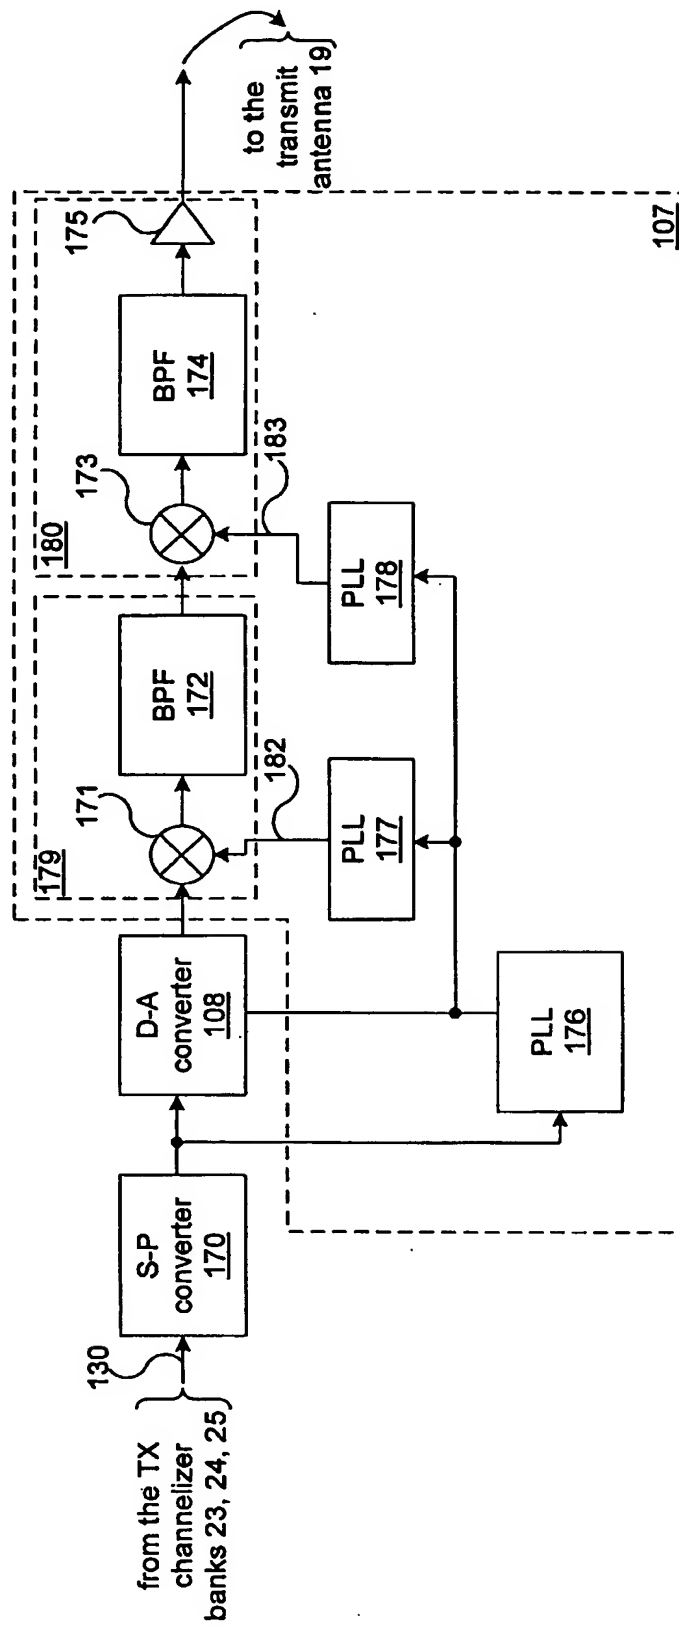 from the TX
channelizer
banks 23, 24, 25
130
S-P
converter
170
D-A
converter
108
179
171
BPF
172
182
PLL
177
PLL
176
180
173
BPF
174
183
PLL
178
175
to the
transmit
antenna 19
107